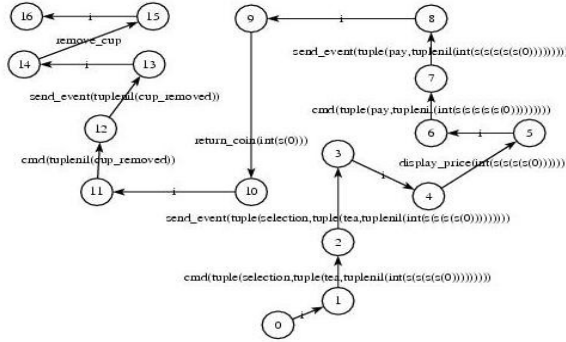 16 i 15 9 i 8
remove_cup
send_event(tuple(pay,tuplenil(int(s(s(s(s(s(0)))))))))
14 i 13 7
send_event(tuplenil(cup_removed))
cmd(tuple(pay,tuplenil(int(s(s(s(s(s(0)))))))))
12 6 i 5
return_coin(int(s(0)))
cmd(tuplenil(cup_removed))
3 display_price(int(s(s(s(s(0))))))
i
11 i 10 4
send_event(tuple(selection,tuple(tea,tuplenil(int(s(s(s(s(0)))))))))
2
cmd(tuple(selection,tuple(tea,tuplenil(int(s(s(s(s(0)))))))))
1
0 i